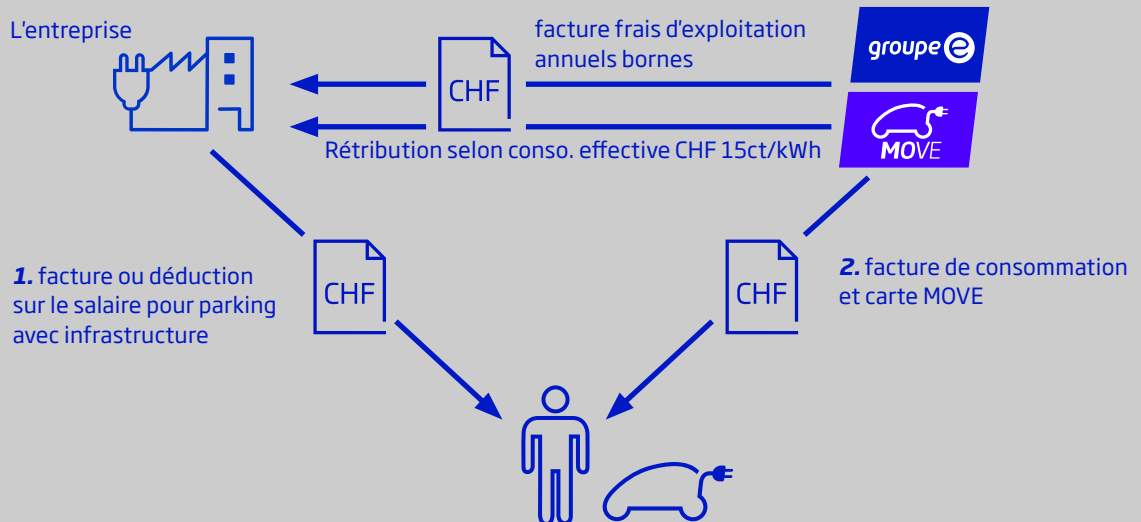 L'entreprise
facture frais d'exploitation
annuels bornes
groupe e
CHF
MOVE
Rétribution selon conso. effective CHF 15ct/kWh
1. facture ou déduction
sur le salaire pour parking
avec infrastructure
CHF
CHF
2. facture de consommation
et carte MOVE